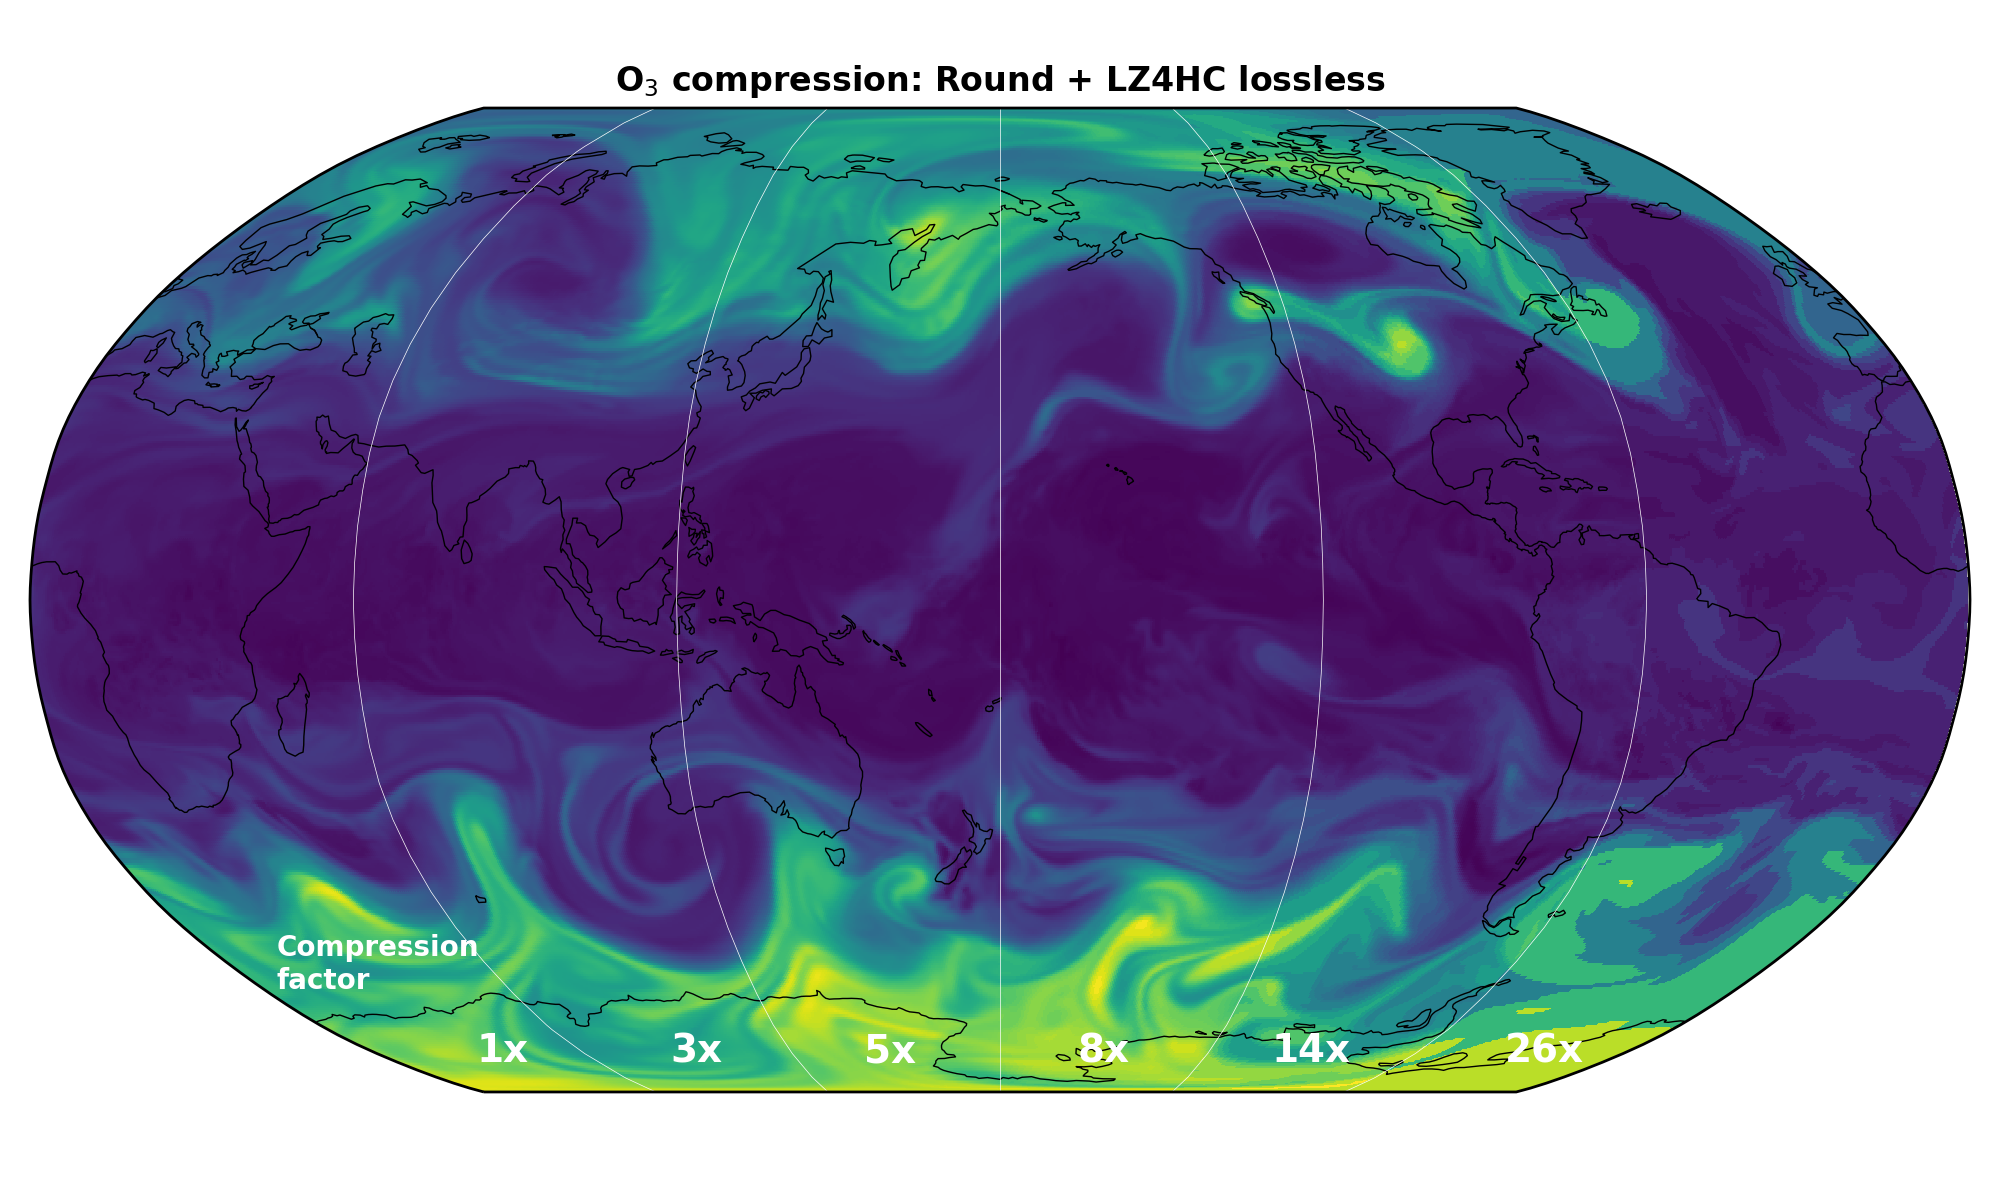 O₃ compression: Round + LZ4HC lossless
Compression
factor
1x 3x 5x 8x 14x 26x